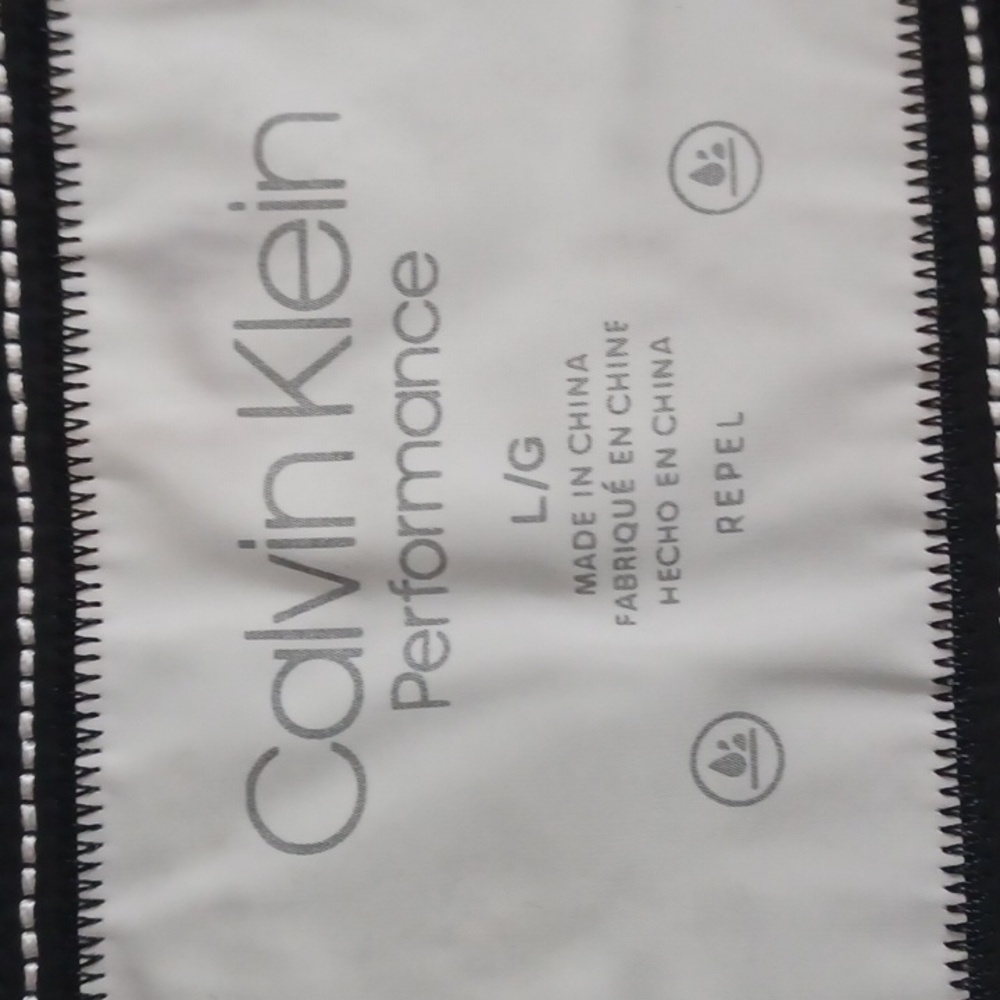 Calvin Klein
Performance
L/G
MADE IN CHINA
FABRIQUÉ EN CHINE
HECHO EN CHINA
REPEL